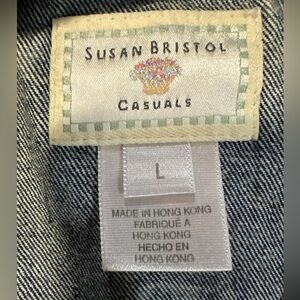 SUSAN BRISTOL
CASUALS
L
MADE IN HONG KONG
FABRIQUÉ A
HONG KONG
HECHO EN
HONG KONG